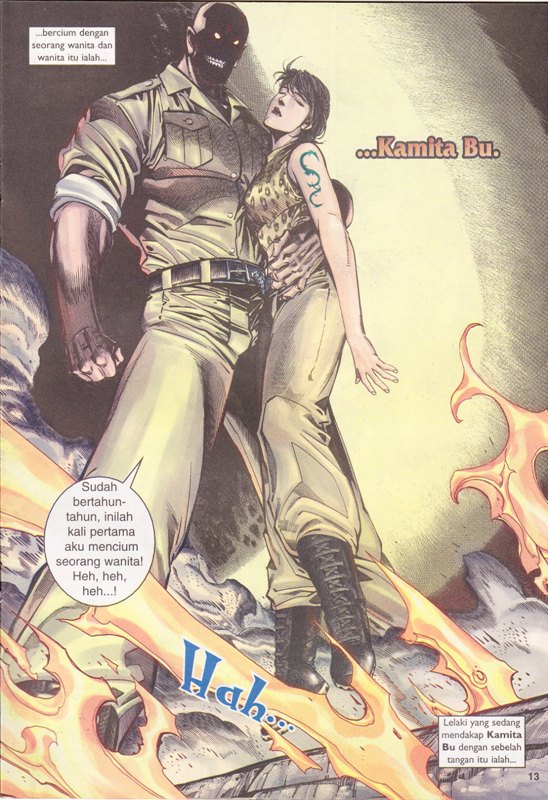 ...bercium dengan
seorang wanita dan
wanita itu ialah...
...Kamita Bu.
Sudah
bertahun-
tahun, inilah
kali pertama
aku mencium
seorang wanita!
Heh, heh,
heh...!
Hah...
Lelaki yang sedang
mendakap Kamita
Bu dengan sebelah
tangan itu ialah...
13